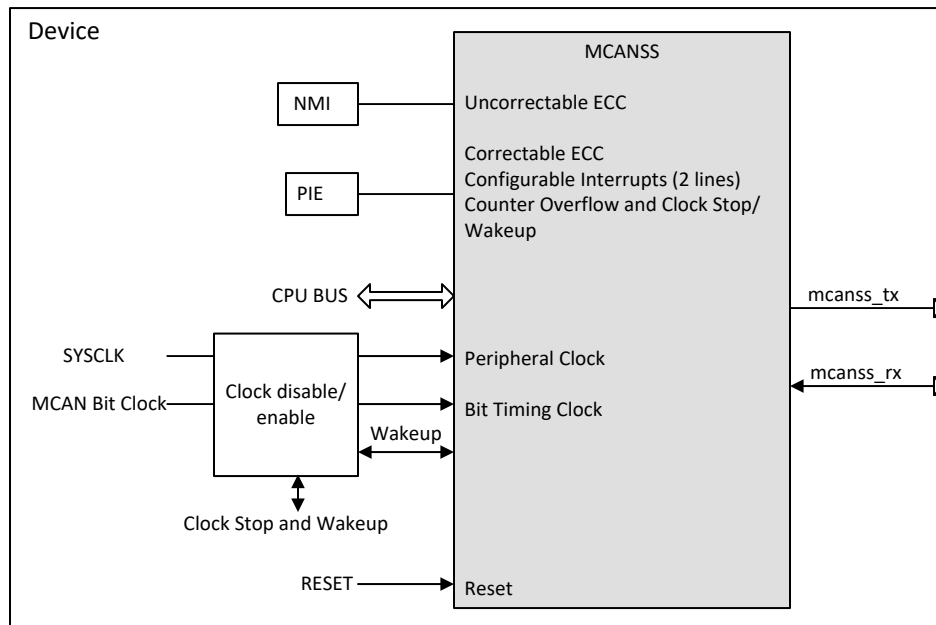 Device
MCANSS
NMI
Uncorrectable ECC
Correctable ECC
Configurable Interrupts (2 lines)
PIE
Counter Overflow and Clock Stop/
Wakeup
CPU BUS
mcanss_tx
SYSCLK
Peripheral Clock
mcanss_rx
Clock disable/
enable
MCAN Bit Clock
Bit Timing Clock
Wakeup
Clock Stop and Wakeup
RESET
Reset